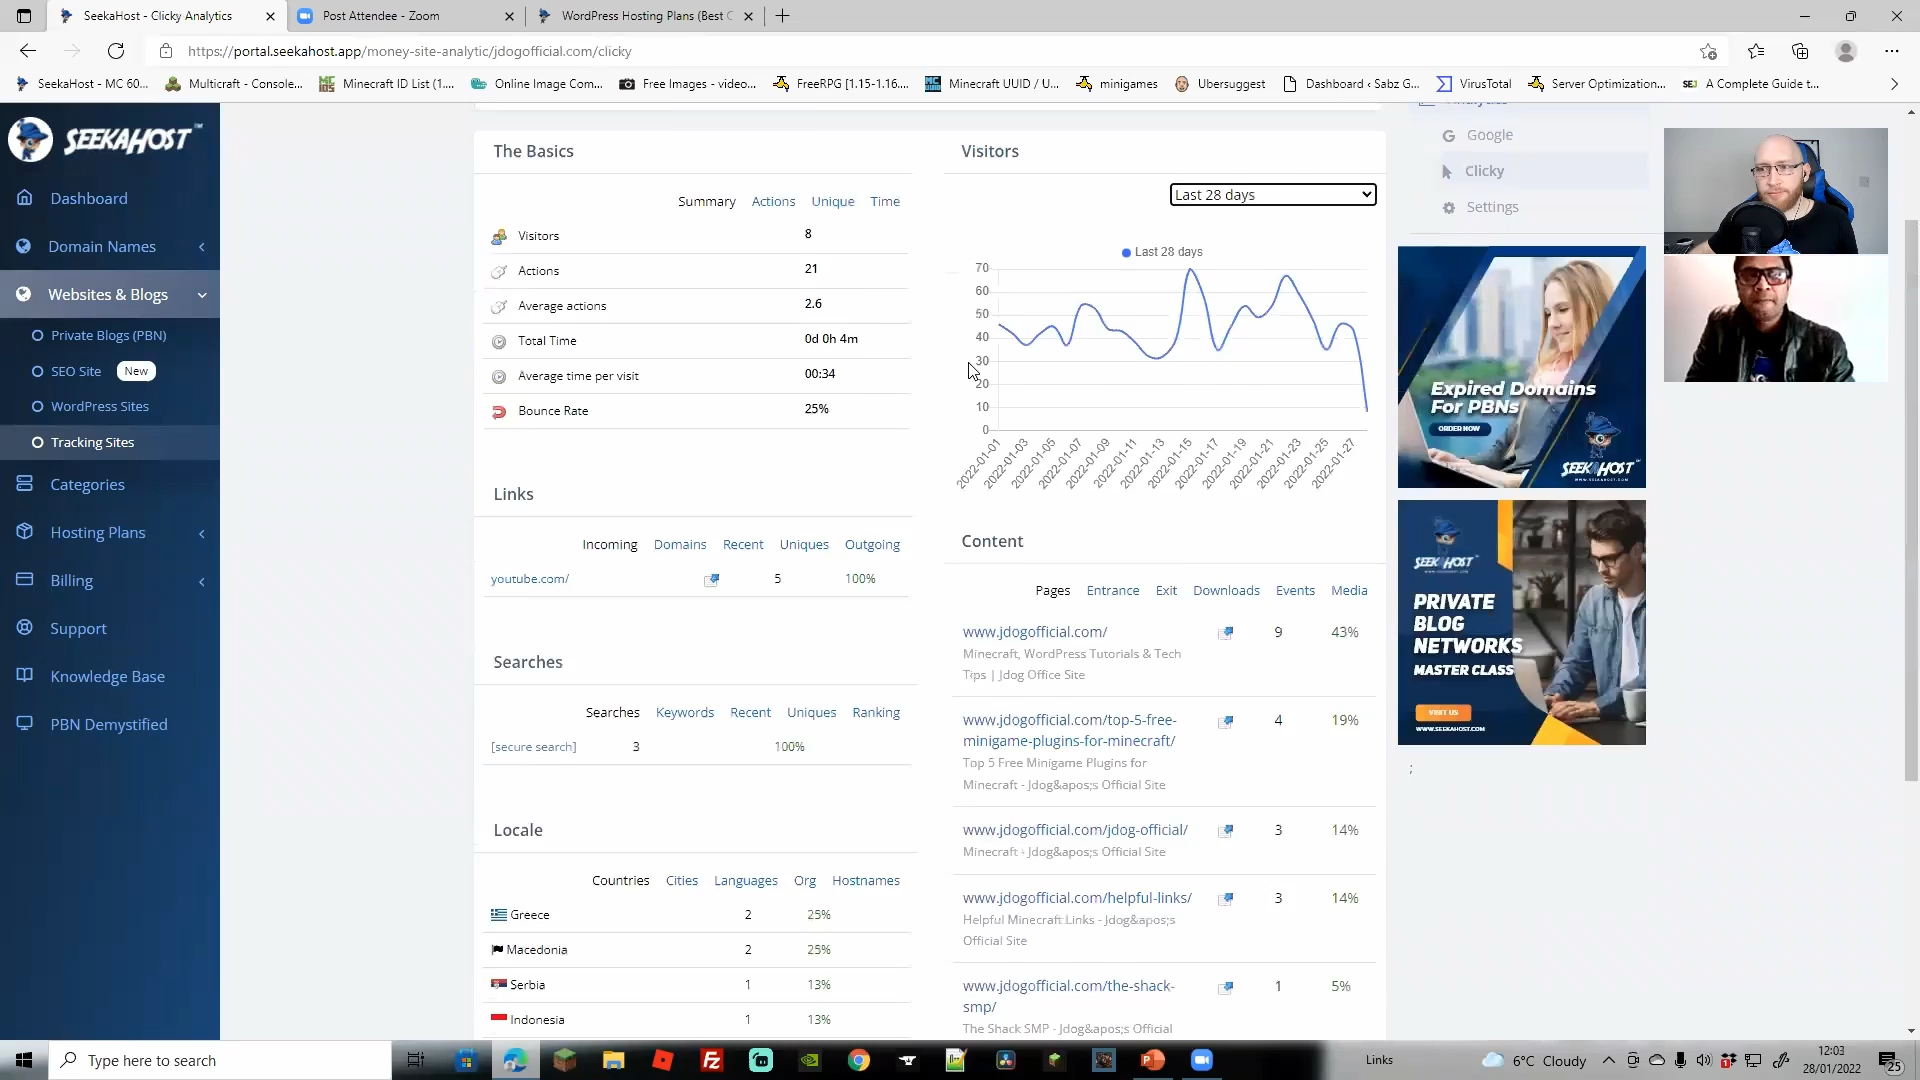 SeekaHost - Clicky Analytics
Post Attendee - Zoom
WordPress Hosting Plans (Best C
https://portal.seekahost.app/money-site-analytic/jdogofficial.com/clicky
SeekaHost - MC 60...
Multicraft - Console...
Minecraft ID List (1....
Online Image Com...
Free Images - video...
FreeRPG [1.15-1.16....
Minecraft UUID / U...
minigames
Ubersuggest
Dashboard ‹ Sabz G...
VirusTotal
Server Optimization...
SEJ A Complete Guide t...
SEEKAHOST™
Dashboard
Domain Names
Websites & Blogs
Private Blogs (PBN)
SEO Site New
WordPress Sites
Tracking Sites
Categories
Hosting Plans
Billing
Support
Knowledge Base
PBN Demystified
The Basics
Summary Actions Unique Time
Visitors 8
Actions 21
Average actions 2.6
Total Time 0d 0h 4m
Average time per visit 00:34
Bounce Rate 25%
Links
Incoming Domains Recent Uniques Outgoing
youtube.com/ 5 100%
Searches
Searches Keywords Recent Uniques Ranking
[secure search] 3 100%
Locale
Countries Cities Languages Org Hostnames
Greece 2 25%
Macedonia 2 25%
Serbia 1 13%
Indonesia 1 13%
Visitors
Last 28 days
Last 28 days
70
60
50
40
30
20
10
0
2022-01-01
2022-01-03
2022-01-05
2022-01-07
2022-01-09
2022-01-11
2022-01-13
2022-01-15
2022-01-17
2022-01-19
2022-01-21
2022-01-23
2022-01-25
2022-01-27
Content
Pages Entrance Exit Downloads Events Media
www.jdogofficial.com/ 9 43%
Minecraft, WordPress Tutorials & Tech
Tips | Jdog Office Site
www.jdogofficial.com/top-5-free- 4 19%
minigame-plugins-for-minecraft/
Top 5 Free Minigame Plugins for
Minecraft - Jdog&apos;s Official Site
www.jdogofficial.com/jdog-official/ 3 14%
Minecraft - Jdog&apos;s Official Site
www.jdogofficial.com/helpful-links/ 3 14%
Helpful Minecraft Links - Jdog&apos;s
Official Site
www.jdogofficial.com/the-shack- 1 5%
smp/
The Shack SMP - Jdog&apos;s Official
Analytics
Google
Clicky
Settings
Expired Domains
For PBNs
ORDER NOW
SEEKAHOST
WWW.SEEKAHOST.COM
SEEKAHOST
PRIVATE
BLOG
NETWORKS
MASTER CLASS
VISIT US
WWW.SEEKAHOST.COM
;
Type here to search
Links
6°C Cloudy
12:03
28/01/2022
25